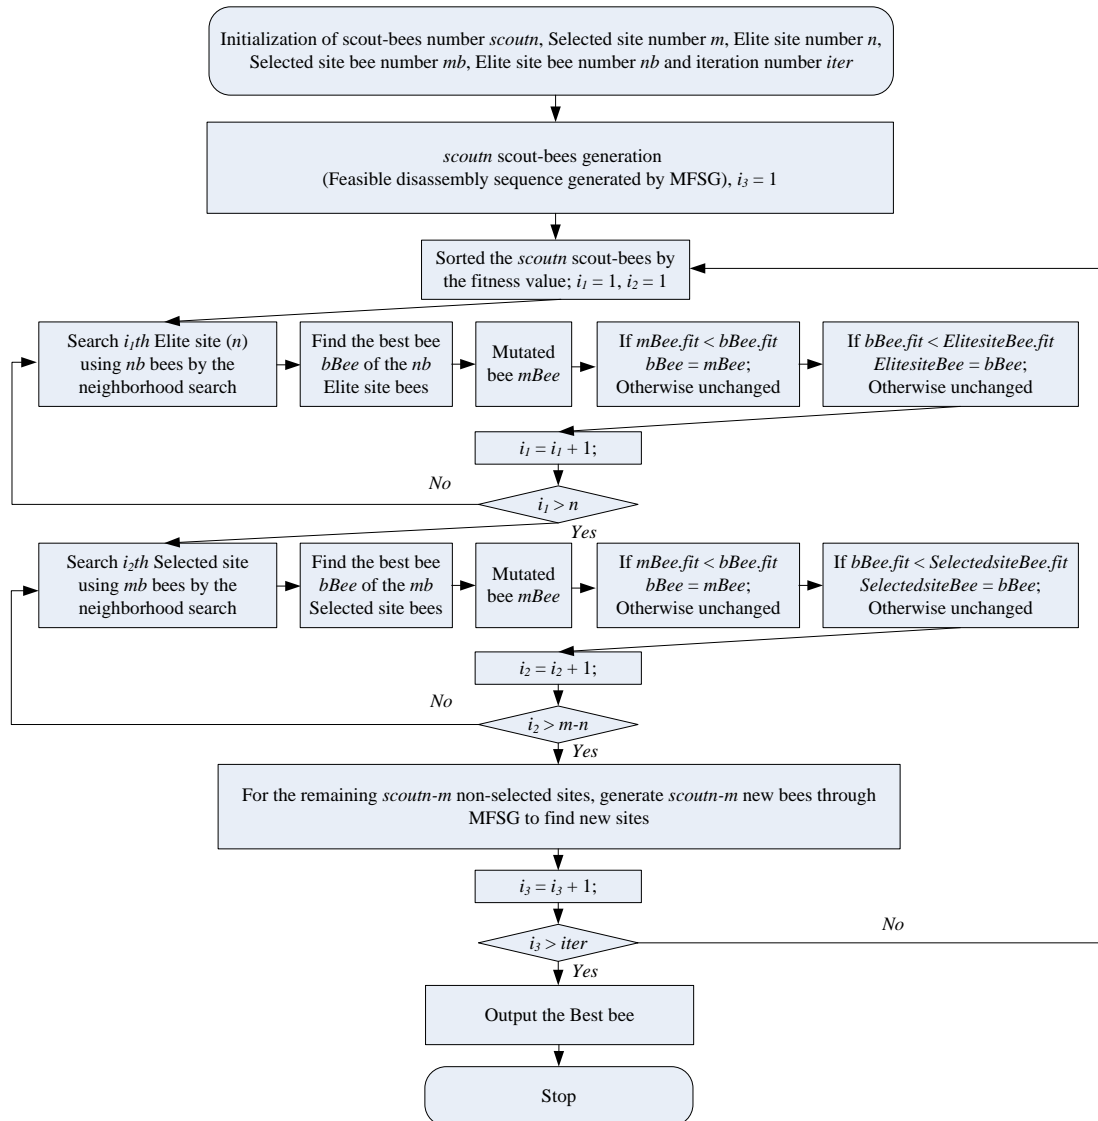 Initialization of scout-bees number scoutn, Selected site number m, Elite site number n,
Selected site bee number mb, Elite site bee number nb and iteration number iter
scoutn scout-bees generation
(Feasible disassembly sequence generated by MFSG), i3 = 1
Sorted the scoutn scout-bees by
the fitness value; i1 = 1, i2 = 1
Search i1th Elite site (n)
using nb bees by the
neighborhood search
Find the best bee
bBee of the nb
Elite site bees
Mutated
bee mBee
If mBee.fit < bBee.fit
bBee = mBee;
Otherwise unchanged
If bBee.fit < ElitesiteBee.fit
ElitesiteBee = bBee;
Otherwise unchanged
i1 = i1 + 1;
No
i1 > n
Yes
Search i2th Selected site
using mb bees by the
neighborhood search
Find the best bee
bBee of the mb
Selected site bees
Mutated
bee mBee
If mBee.fit < bBee.fit
bBee = mBee;
Otherwise unchanged
If bBee.fit < SelectedsiteBee.fit
SelectedsiteBee = bBee;
Otherwise unchanged
i2 = i2 + 1;
No
i2 > m-n
Yes
For the remaining scoutn-m non-selected sites, generate scoutn-m new bees through
MFSG to find new sites
i3 = i3 + 1;
No
i3 > iter
Yes
Output the Best bee
Stop